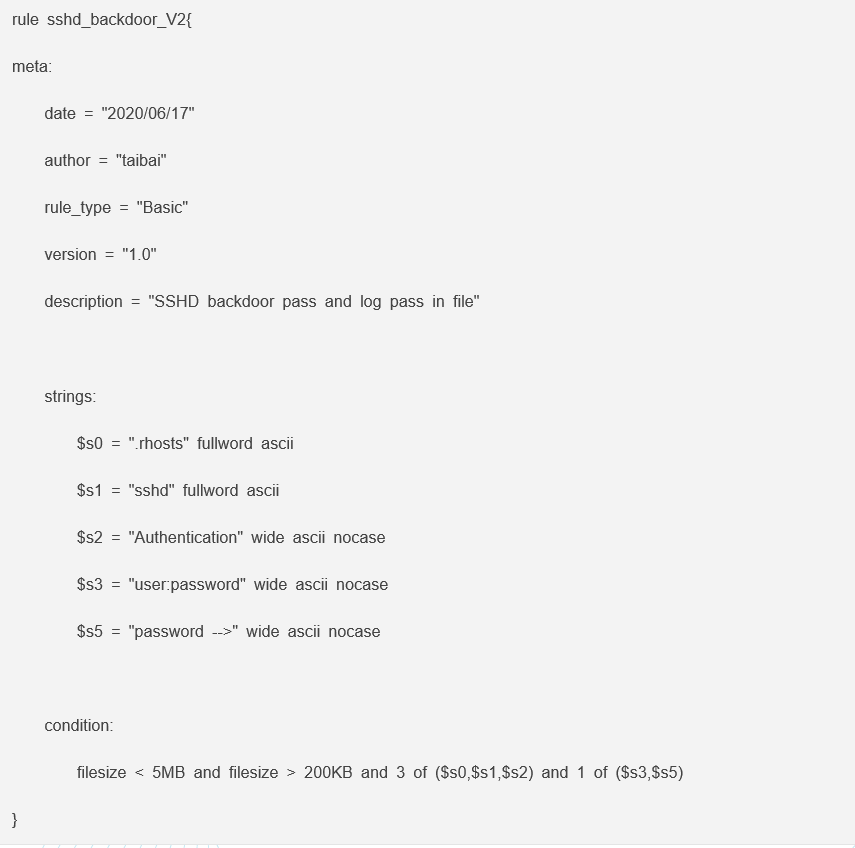 rule sshd_backdoor_V2{
meta:
date = "2020/06/17"
author = "taibai"
rule_type = "Basic"
version = "1.0"
description = "SSHD backdoor pass and log pass in file"
strings:
$s0 = ".rhosts" fullword ascii
$s1 = "sshd" fullword ascii
$s2 = "Authentication" wide ascii nocase
$s3 = "user:password" wide ascii nocase
$s5 = "password -->" wide ascii nocase
condition:
filesize < 5MB and filesize > 200KB and 3 of ($s0,$s1,$s2) and 1 of ($s3,$s5)
}